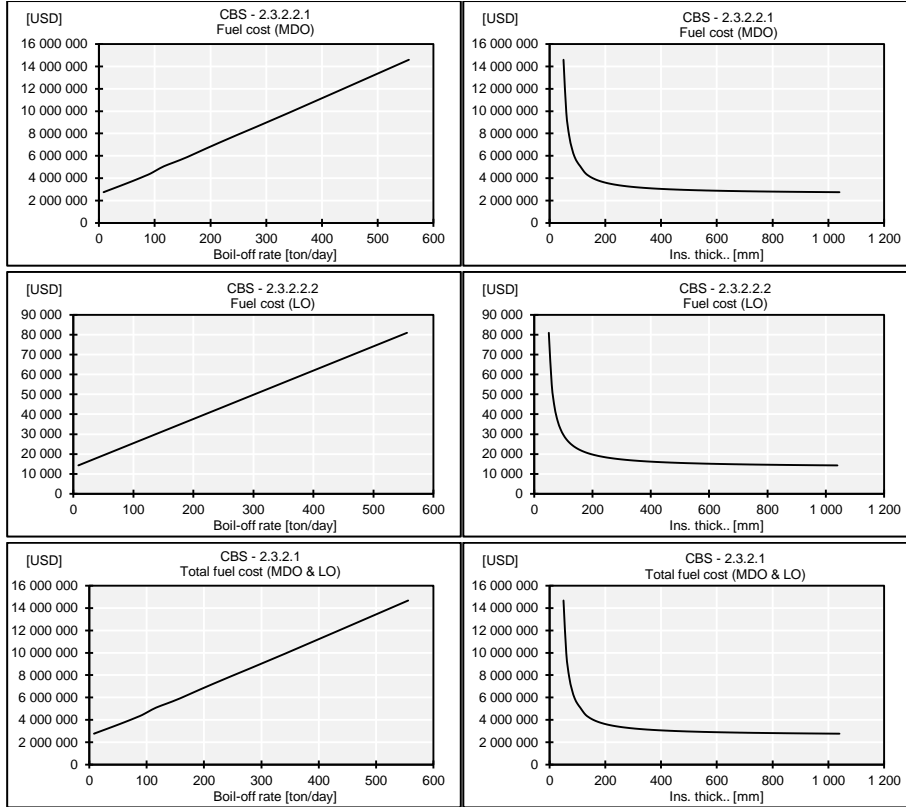 [USD]
CBS - 2.3.2.2.1
Fuel cost (MDO)
16 000 000
14 000 000
12 000 000
10 000 000
8 000 000
6 000 000
4 000 000
2 000 000
0
0 100 200 300 400 500 600
Boil-off rate [ton/day]
[USD]
CBS - 2.3.2.2.1
Fuel cost (MDO)
16 000 000
14 000 000
12 000 000
10 000 000
8 000 000
6 000 000
4 000 000
2 000 000
0
0 200 400 600 800 1 000 1 200
Ins. thick.. [mm]
[USD]
CBS - 2.3.2.2.2
Fuel cost (LO)
90 000
80 000
70 000
60 000
50 000
40 000
30 000
20 000
10 000
0
0 100 200 300 400 500 600
Boil-off rate [ton/day]
[USD]
CBS - 2.3.2.2.2
Fuel cost (LO)
90 000
80 000
70 000
60 000
50 000
40 000
30 000
20 000
10 000
0
0 200 400 600 800 1 000 1 200
Ins. thick.. [mm]
[USD]
CBS - 2.3.2.1
Total fuel cost (MDO & LO)
16 000 000
14 000 000
12 000 000
10 000 000
8 000 000
6 000 000
4 000 000
2 000 000
0
0 100 200 300 400 500 600
Boil-off rate [ton/day]
[USD]
CBS - 2.3.2.1
Total fuel cost (MDO & LO)
16 000 000
14 000 000
12 000 000
10 000 000
8 000 000
6 000 000
4 000 000
2 000 000
0
0 200 400 600 800 1 000 1 200
Ins. thick.. [mm]